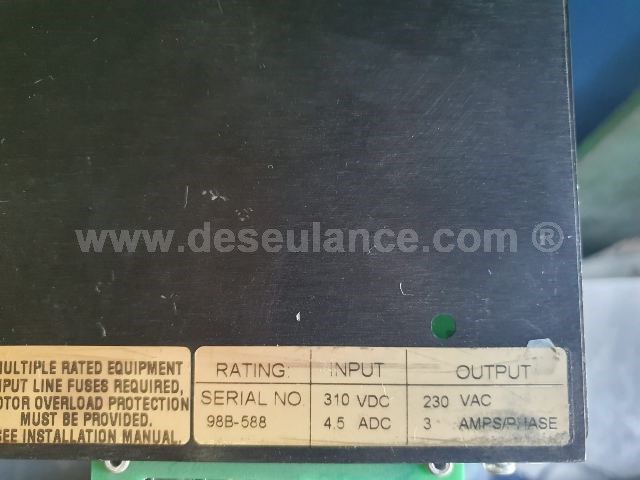 www.deseulance.com ®
MULTIPLE RATED EQUIPMENT
INPUT LINE FUSES REQUIRED,
MOTOR OVERLOAD PROTECTION
MUST BE PROVIDED.
SEE INSTALLATION MANUAL.
RATING: INPUT OUTPUT
SERIAL NO. 310 VDC 230 VAC
98B-588 4.5 ADC 3 AMPS/PHASE